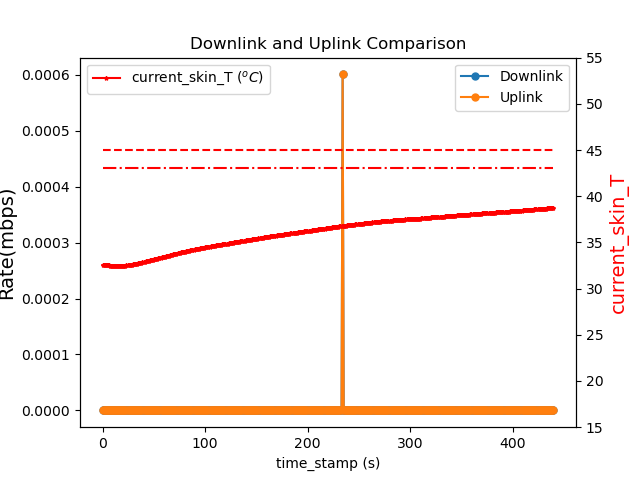 Downlink and Uplink Comparison
current_skin_T (°C)
Downlink
Uplink
0.0006
0.0005
0.0004
0.0003
0.0002
0.0001
0.0000
Rate(mbps)
55
50
45
40
35
30
25
20
15
current_skin_T
0 100 200 300 400
time_stamp (s)